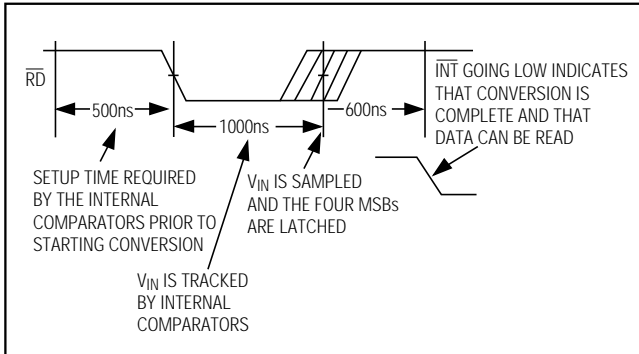 RD
500ns
1000ns
600ns
INT GOING LOW INDICATES
THAT CONVERSION IS
COMPLETE AND THAT
DATA CAN BE READ
SETUP TIME REQUIRED
BY THE INTERNAL
COMPARATORS PRIOR TO
STARTING CONVERSION
VIN IS SAMPLED
AND THE FOUR MSBs
ARE LATCHED
VIN IS TRACKED
BY INTERNAL
COMPARATORS